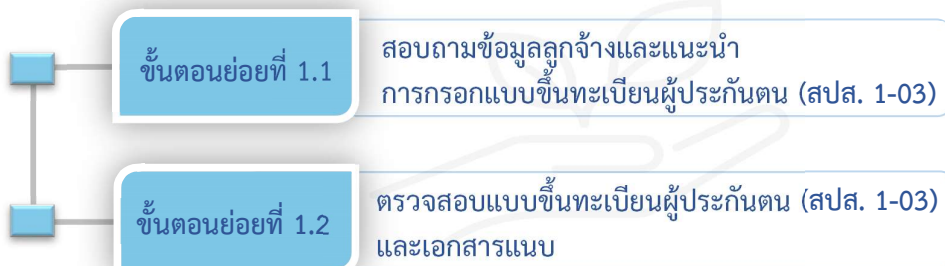 ขั้นตอนย่อยที่ 1.1
สอบถามข้อมูลลูกจ้างและแนะนำ
การกรอกแบบขึ้นทะเบียนผู้ประกันตน (สปส. 1-03)
ขั้นตอนย่อยที่ 1.2
ตรวจสอบแบบขึ้นทะเบียนผู้ประกันตน (สปส. 1-03)
และเอกสารแนบ